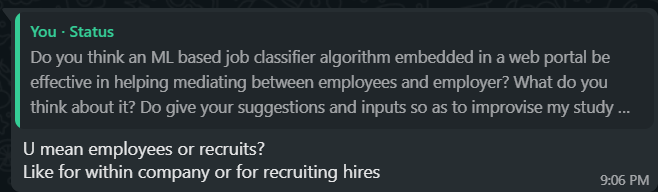 You · Status
Do you think an ML based job classifier algorithm embedded in a web portal be
effective in helping mediating between employees and employer? What do you
think about it? Do give your suggestions and inputs so as to improvise my study ...
U mean employees or recruits?
Like for within company or for recruiting hires
9:06 PM